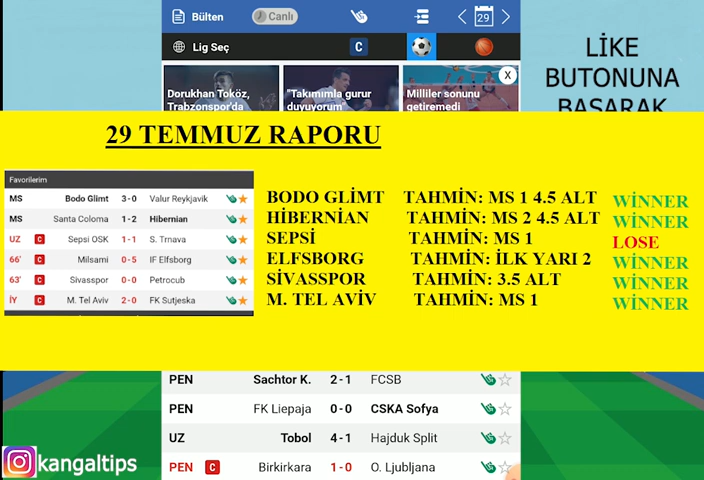 Bülten Canlı 29
Lig Seç C
Dorukhan Toköz, Trabzonspor'da
"Takımımla gurur duyuyorum"
Milliler sonunu getiremedi
X
LİKE
BUTONUNA
BASARAK
29 TEMMUZ RAPORU
Favorilerim
MS Bodo Glimt 3-0 Valur Reykjavik
MS Santa Coloma 1-2 Hibernian
UZ C Sepsi OSK 1-1 S. Trnava
66' C Milsami 0-5 IF Elfsborg
63' C Sivasspor 0-0 Petrocub
İY C M. Tel Aviv 2-0 FK Sutjeska
BODO GLİMT TAHMİN: MS 1 4.5 ALT WİNNER
HİBERNİAN TAHMİN: MS 2 4.5 ALT WİNNER
SEPSİ TAHMİN: MS 1 LOSE
ELFSBORG TAHMİN: İLK YARI 2 WİNNER
SİVASSPOR TAHMİN: 3.5 ALT WİNNER
M. TEL AVİV TAHMİN: MS 1 WİNNER
PEN Sachtor K. 2-1 FCSB
PEN FK Liepaja 0-0 CSKA Sofya
UZ Tobol 4-1 Hajduk Split
PEN C Birkirkara 1-0 O. Ljubljana
kangaltips